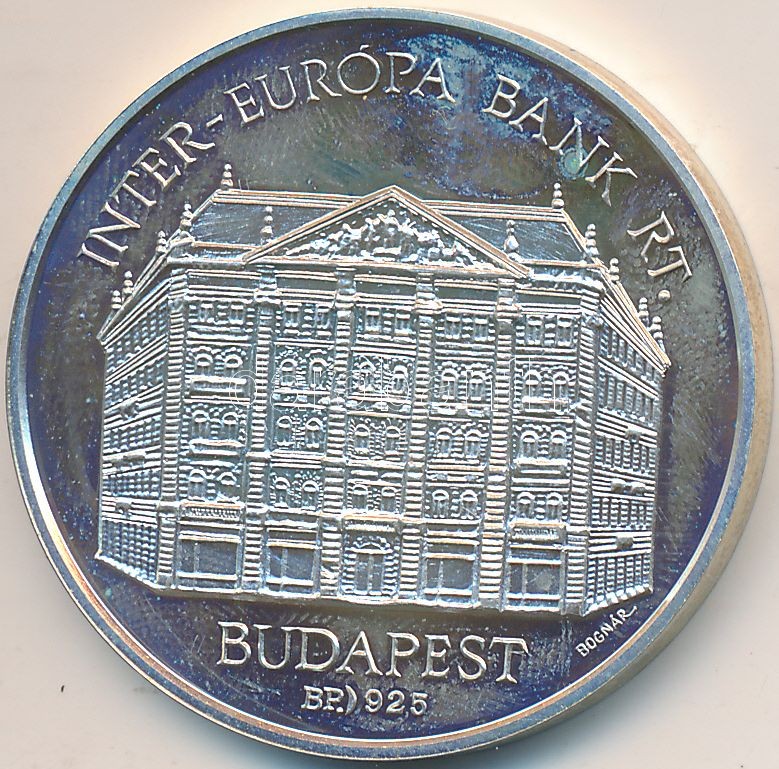 INTER-EURÓPA BANK RT.
BUDAPEST
BP.) 925
BOGNÁR